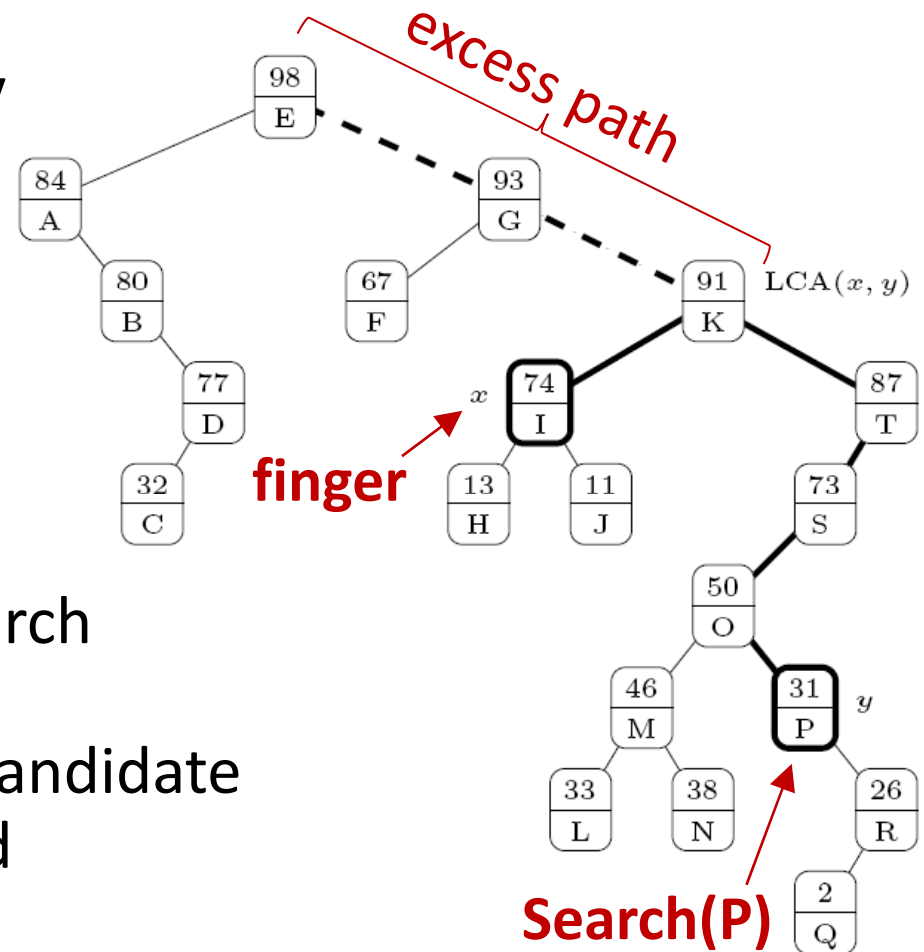 excess path
98
E
84
A
93
G
80
B
67
F
91
K
LCA(x, y)
77
D
x
74
I
87
T
finger
32
C
13
H
11
J
73
S
50
O
rch
46
M
31
P
y
andidate
33
L
38
N
26
R
Search(P)
2
Q